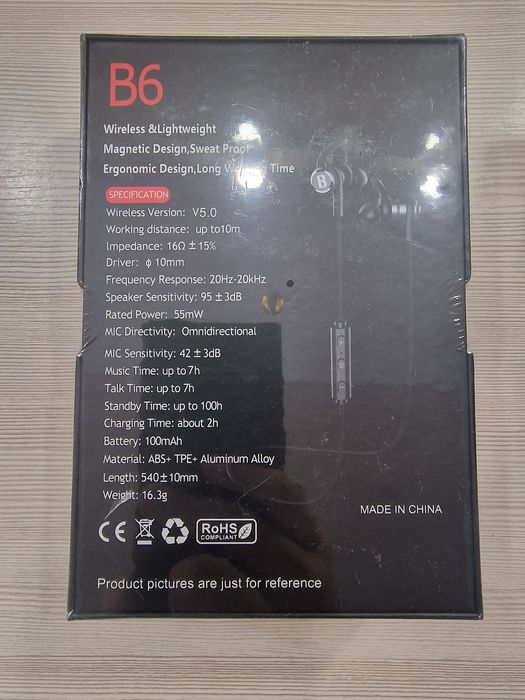 B6
Wireless &Lightweight
Magnetic Design,Sweat Proof
Ergonomic Design,Long Time
SPECIFICATION
Wireless Version: V5.0
Working distance: up to10m
Impedance: 16Ω ± 15%
Driver: ϕ 10mm
Frequency Response: 20Hz-20kHz
Speaker Sensitivity: 95 ± 3dB
Rated Power: 55mW
MIC Directivity: Omnidirectional
MIC Sensitivity: 42 ± 3dB
Music Time: up to 7h
Talk Time: up to 7h
Standby Time: up to 100h
Charging Time: about 2h
Battery: 100mAh
Material: ABS+ TPE+ Aluminum Alloy
Length: 540±10mm
Weight: 16.3g
B
MADE IN CHINA
CE
RoHS
COMPLIANT
Product pictures are just for reference